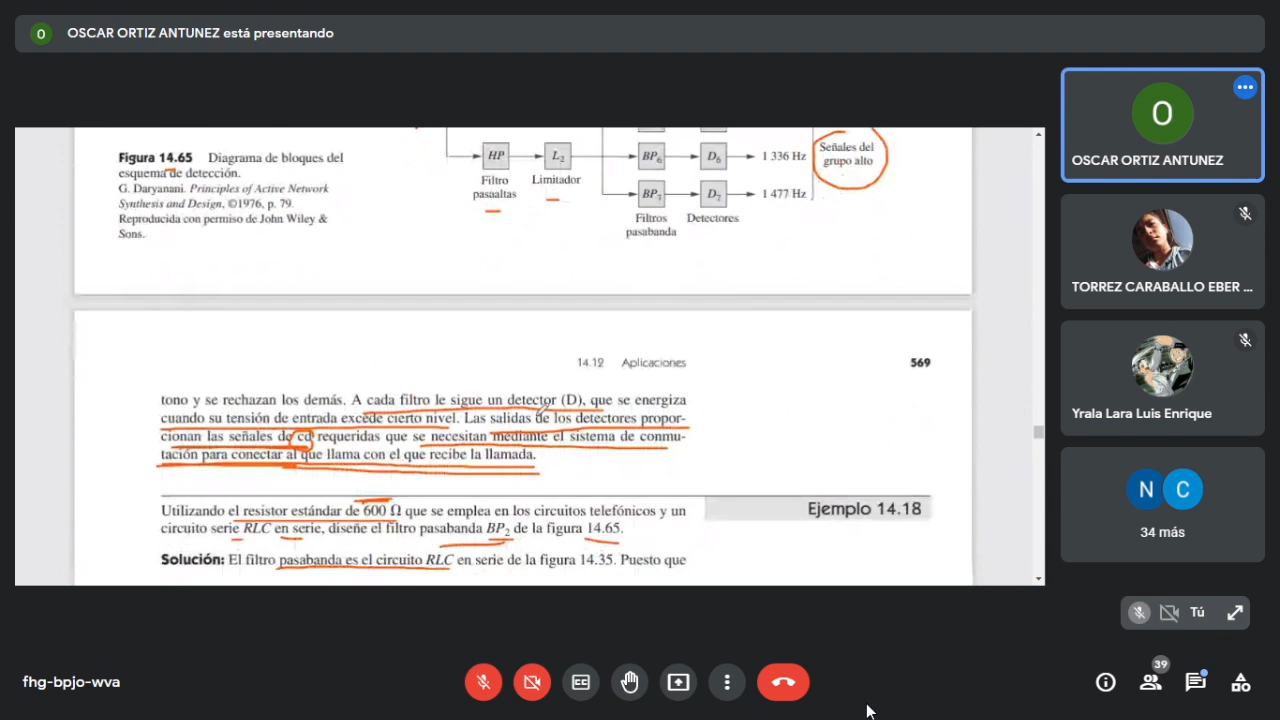 O
OSCAR ORTIZ ANTUNEZ está presentando
Figura 14.65 Diagrama de bloques del
esquema de detección.
G. Daryanani. Principles of Active Network
Synthesis and Design, ©1976, p. 79.
Reproducida con permiso de John Wiley &
Sons.
HP
L2
BP6
D6
1 336 Hz
Señales del
grupo alto
Filtro
pasaaltas
Limitador
BP7
D7
1 477 Hz
Filtros
pasabanda
Detectores
14.12 Aplicaciones
569
tono y se rechazan los demás. A cada filtro le sigue un detector (D), que se energiza
cuando su tensión de entrada excede cierto nivel. Las salidas de los detectores propor-
cionan las señales de cd requeridas que se necesitan mediante el sistema de conmu-
tación para conectar al que llama con el que recibe la llamada.
Utilizando el resistor estándar de 600 Ω que se emplea en los circuitos telefónicos y un
circuito serie RLC en serie, diseñe el filtro pasabanda BP2 de la figura 14.65.
Ejemplo 14.18
Solución: El filtro pasabanda es el circuito RLC en serie de la figura 14.35. Puesto que
O
OSCAR ORTIZ ANTUNEZ
TORREZ CARABALLO EBER ...
Yrala Lara Luis Enrique
N C
34 más
Tú
fhg-bpjo-wva
CC
39